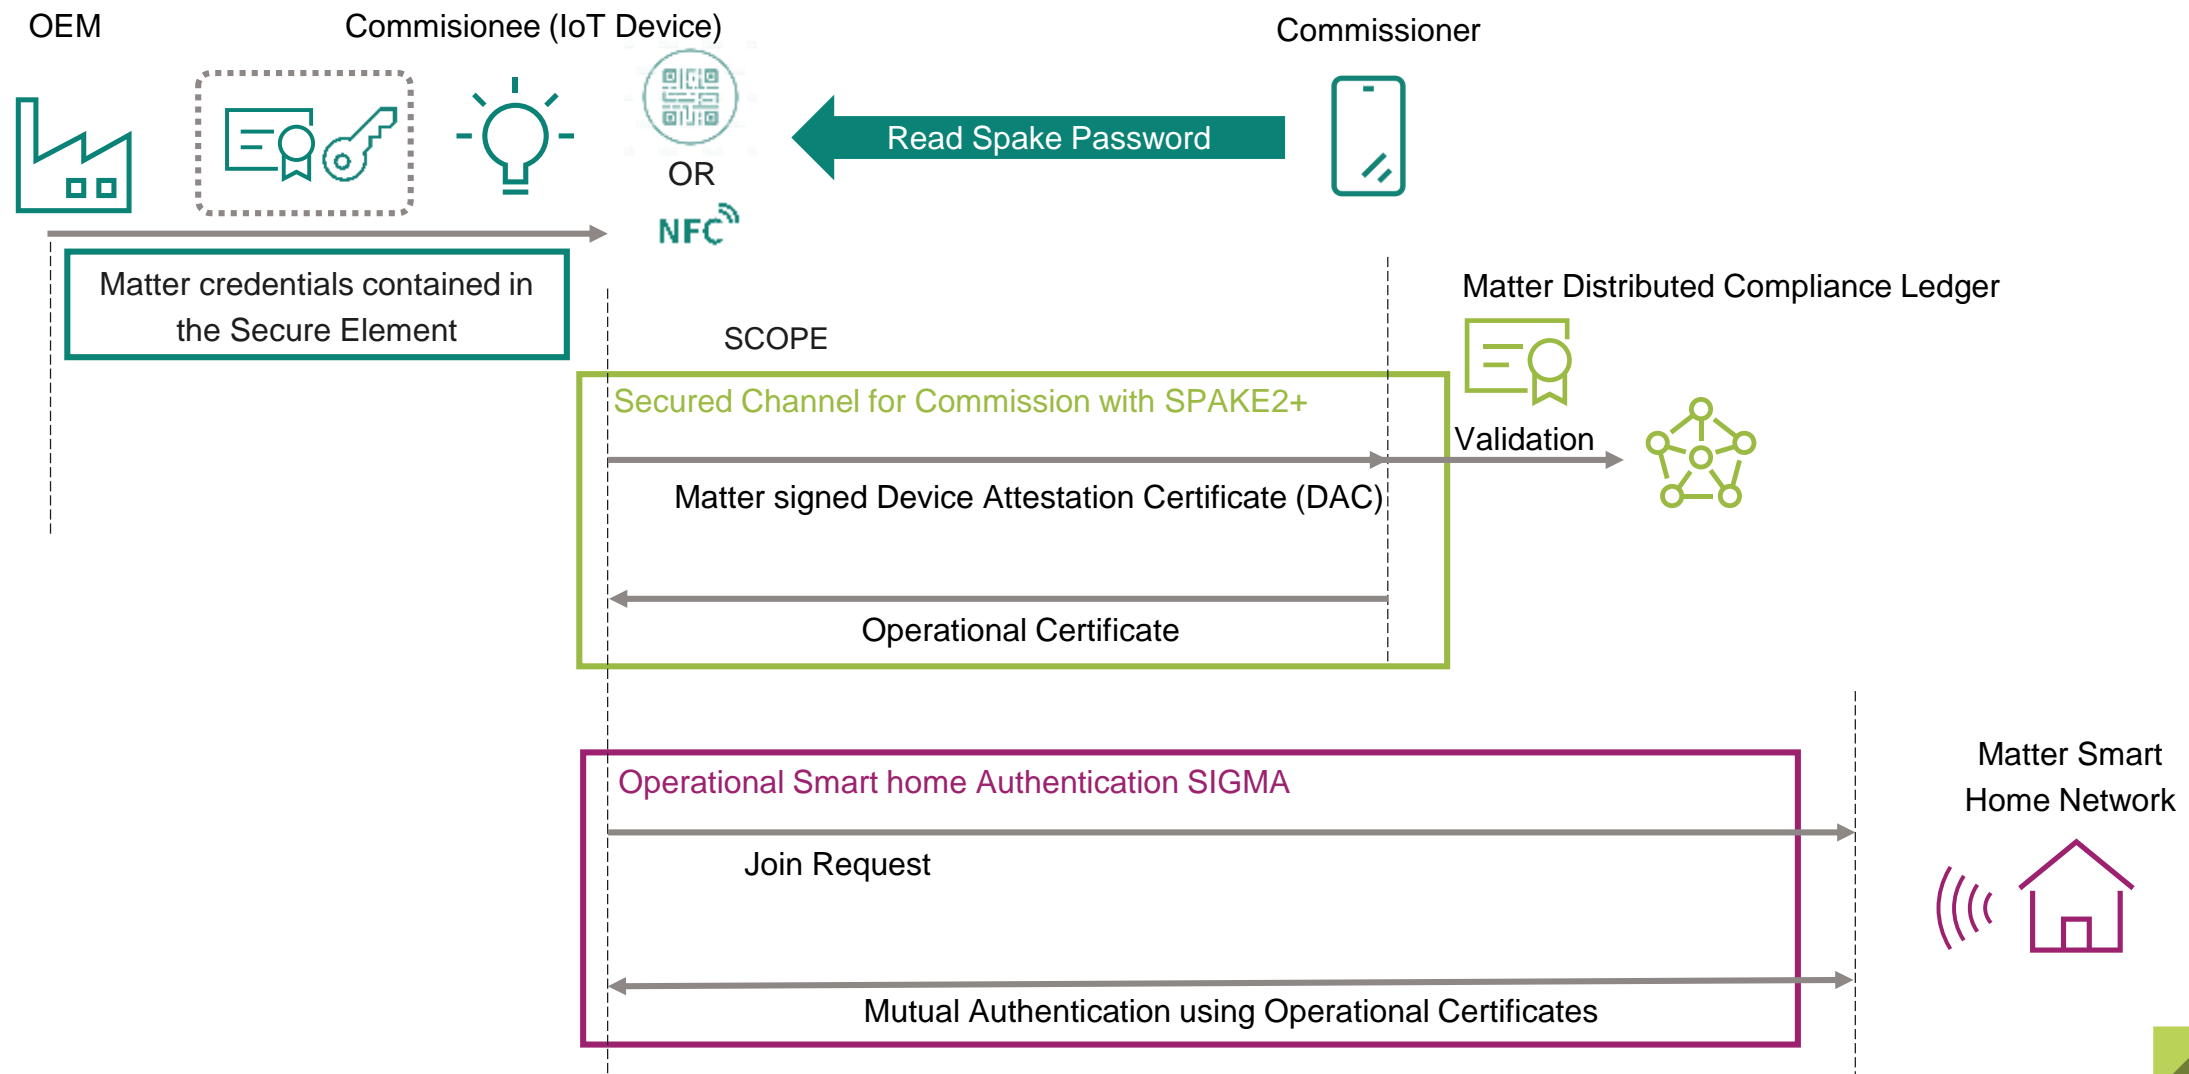 OEM
Commisionee (IoT Device)
Commissioner
Read Spake Password
OR
NFC
Matter credentials contained in
the Secure Element
Matter Distributed Compliance Ledger
SCOPE
Secured Channel for Commission with SPAKE2+
Validation
Matter signed Device Attestation Certificate (DAC)
Operational Certificate
Matter Smart
Home Network
Operational Smart home Authentication SIGMA
Join Request
Mutual Authentication using Operational Certificates